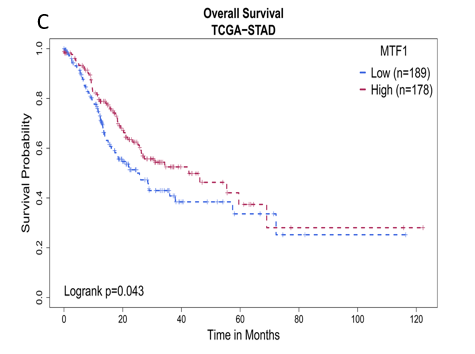 C
Overall Survival
TCGA-STAD
MTF1
Low (n=189)
High (n=178)
Survival Probability
1.0
0.8
0.6
0.4
0.2
0.0
Logrank p=0.043
0 20 40 60 80 100 120
Time in Months